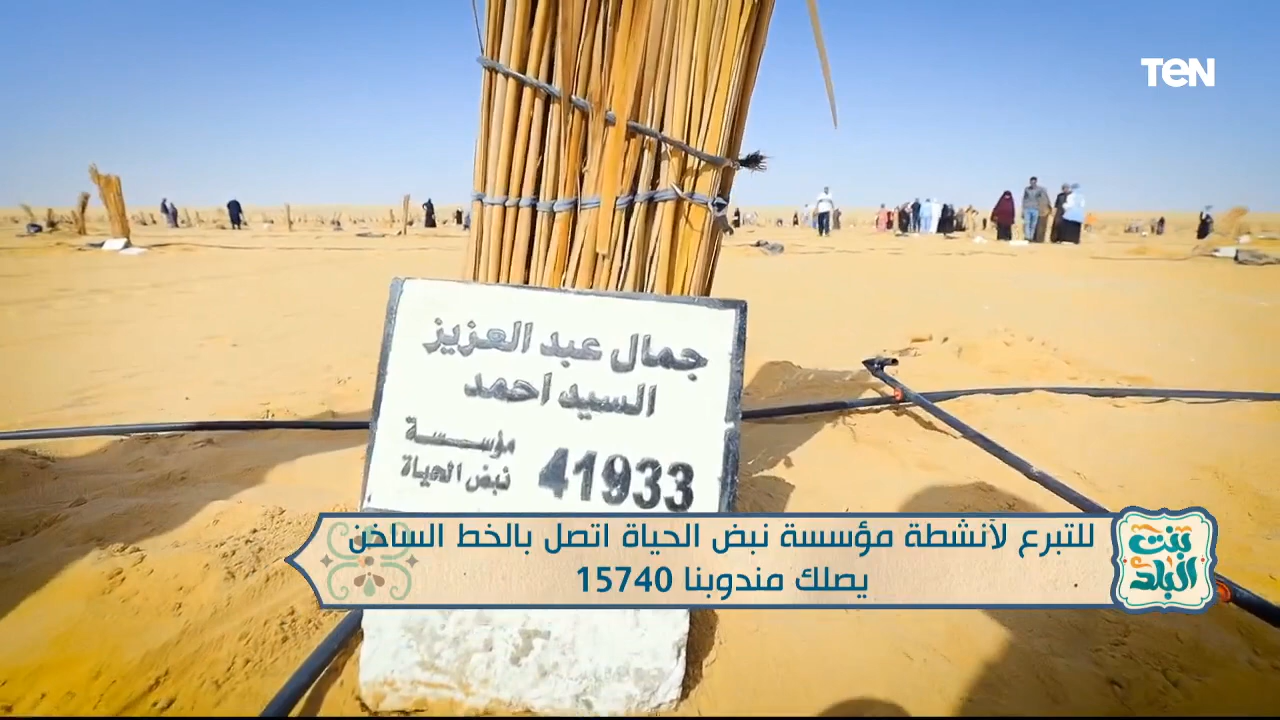 TEN
جمال عبد العزيز
السيد احمد
مؤسسة
نبض الحياة
41933
للتبرع لآنشطة مؤسسة نبض الحياة اتصل بالخط الساخن
يصلك مندوبنا 15740
بنت
البلد